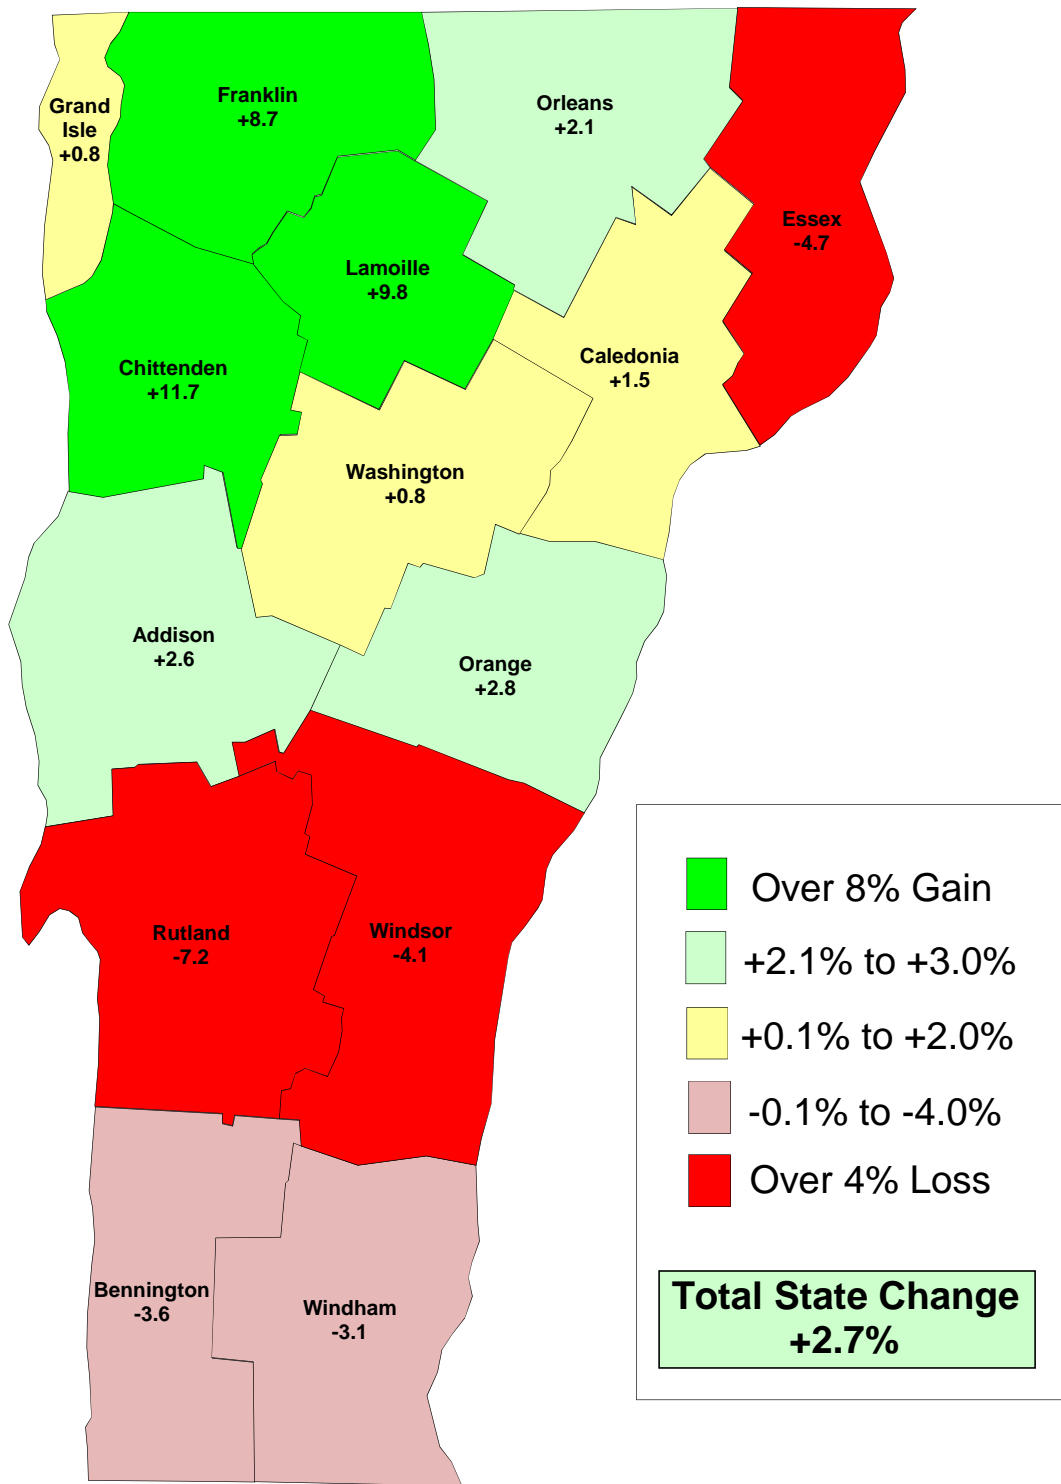 Grand
Isle
+0.8
Franklin
+8.7
Orleans
+2.1
Essex
-4.7
Lamoille
+9.8
Chittenden
+11.7
Caledonia
+1.5
Washington
+0.8
Addison
+2.6
Orange
+2.8
Rutland
-7.2
Windsor
-4.1
Bennington
-3.6
Windham
-3.1
Over 8% Gain
+2.1% to +3.0%
+0.1% to +2.0%
-0.1% to -4.0%
Over 4% Loss
Total State Change
+2.7%